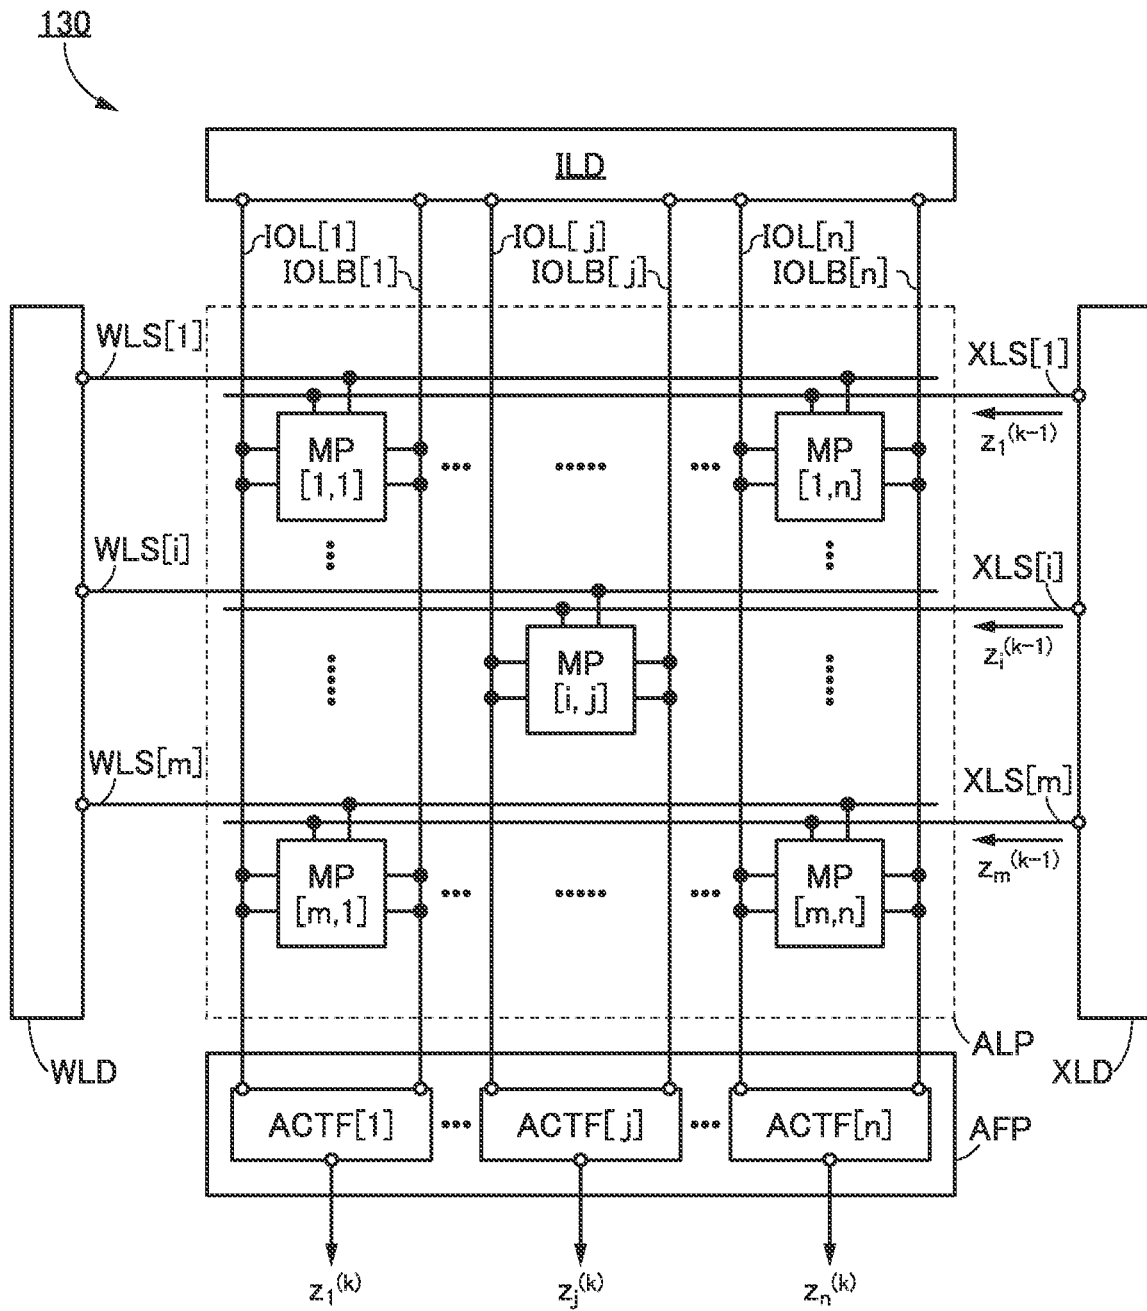 130
ILD
IOL[1]
IOLB[1]
IOL[j]
IOLB[j]
IOL[n]
IOLB[n]
WLS[1]
XLS[1]
z₁⁽ᵏ⁻¹⁾
MP
[1,1]
MP
[1,n]
WLS[i]
XLS[i]
zᵢ⁽ᵏ⁻¹⁾
MP
[i,j]
WLS[m]
XLS[m]
zₘ⁽ᵏ⁻¹⁾
MP
[m,1]
MP
[m,n]
WLD
ALP
XLD
ACTF[1]
ACTF[j]
ACTF[n]
AFP
z₁⁽ᵏ⁾
zⱼ⁽ᵏ⁾
zₙ⁽ᵏ⁾